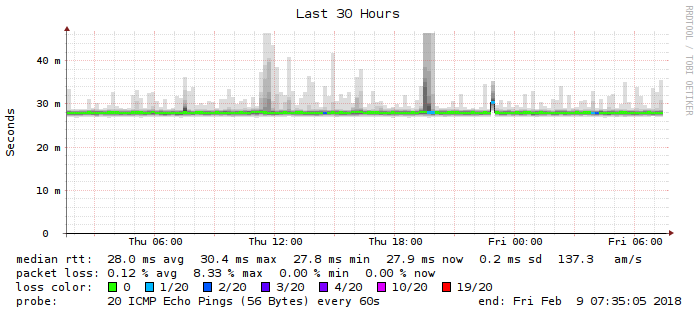 Last 30 Hours
RRDTOOL / TOBI OETIKER
Seconds
40 m
30 m
20 m
10 m
0
Thu 06:00 Thu 12:00 Thu 18:00 Fri 00:00 Fri 06:00
median rtt: 28.0 ms avg 30.4 ms max 27.8 ms min 27.9 ms now 0.2 ms sd 137.3 am/s
packet loss: 0.12 % avg 8.33 % max 0.00 % min 0.00 % now
loss color: 0 1/20 2/20 3/20 4/20 10/20 19/20
probe: 20 ICMP Echo Pings (56 Bytes) every 60s end: Fri Feb 9 07:35:05 2018